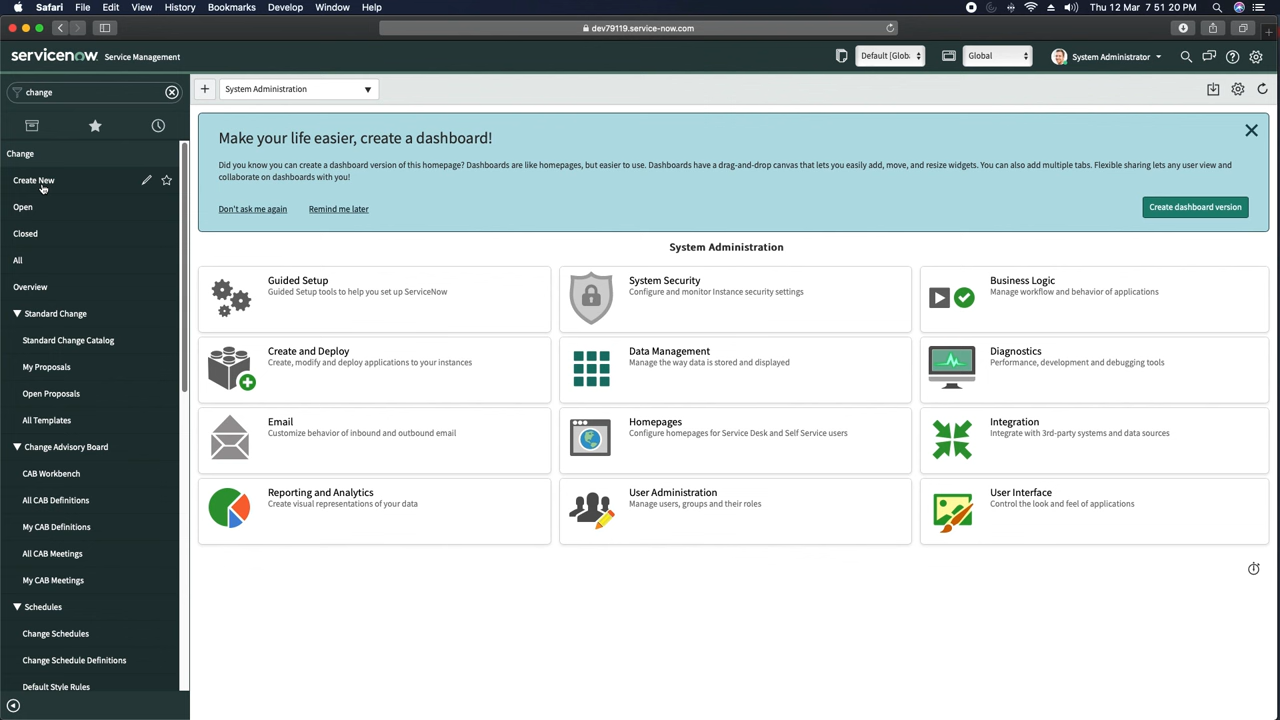 Safari File Edit View History Bookmarks Develop Window Help
Thu 12 Mar 7 51 20 PM
dev79119.service-now.com
servicenow Service Management
Default [Globa
Global
System Administrator
change
System Administration
Change
Create New
Open
Closed
All
Overview
Standard Change
Standard Change Catalog
My Proposals
Open Proposals
All Templates
Change Advisory Board
CAB Workbench
All CAB Definitions
My CAB Definitions
All CAB Meetings
My CAB Meetings
Schedules
Change Schedules
Change Schedule Definitions
Default Style Rules
Make your life easier, create a dashboard!
Did you know you can create a dashboard version of this homepage? Dashboards are like homepages, but easier to use. Dashboards have a drag-and-drop canvas that lets you easily add, move, and resize widgets. You can also add multiple tabs. Flexible sharing lets any user view and
collaborate on dashboards with you!
Don't ask me again
Remind me later
Create dashboard version
System Administration
Guided Setup
Guided Setup tools to help you set up ServiceNow
System Security
Configure and monitor Instance security settings
Business Logic
Manage workflow and behavior of applications
Create and Deploy
Create, modify and deploy applications to your instances
Data Management
Manage the way data is stored and displayed
Diagnostics
Performance, development and debugging tools
Email
Customize behavior of inbound and outbound email
Homepages
Configure homepages for Service Desk and Self Service users
Integration
Integrate with 3rd-party systems and data sources
Reporting and Analytics
Create visual representations of your data
User Administration
Manage users, groups and their roles
User Interface
Control the look and feel of applications